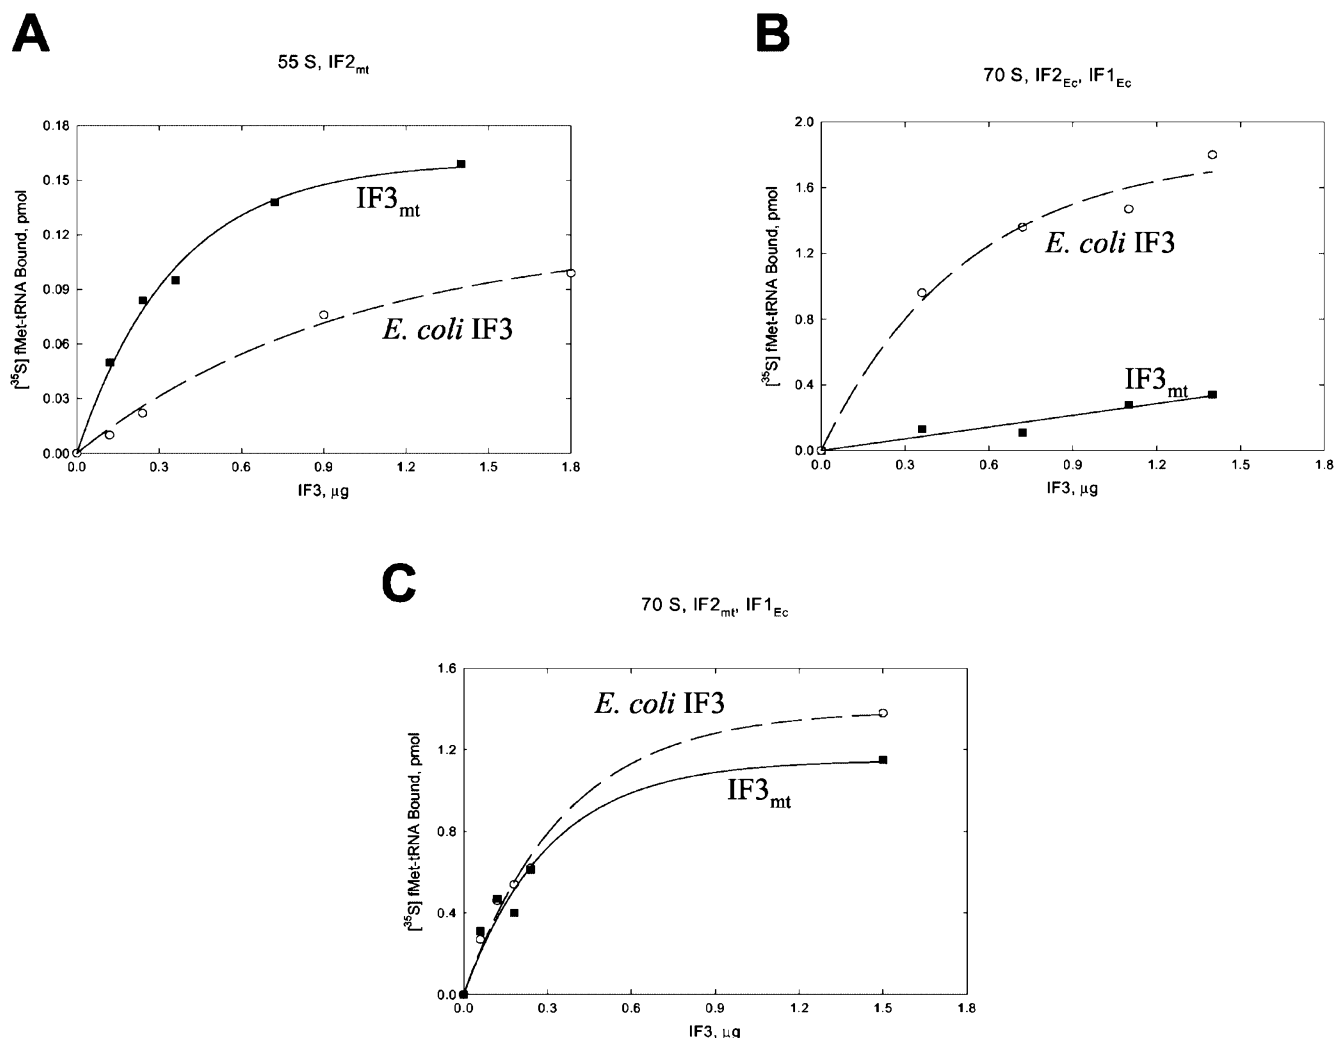 A
55 S, IF2mt
[35S] fMet-tRNA Bound, pmol
0.18
0.15
0.12
0.09
0.06
0.03
0.00
IF3mt
E. coli IF3
0.0 0.3 0.6 0.9 1.2 1.5 1.8
IF3, µg
B
70 S, IF2Ec, IF1Ec
[35S] fMet-tRNA Bound, pmol
2.0
1.6
1.2
0.8
0.4
0.0
E. coli IF3
IF3mt
0.0 0.3 0.6 0.9 1.2 1.5 1.8
IF3, µg
C
70 S, IF2mt, IF1Ec
[35S] fMet-tRNA Bound, pmol
1.6
1.2
0.8
0.4
0.0
E. coli IF3
IF3mt
0.0 0.3 0.6 0.9 1.2 1.5 1.8
IF3, µg